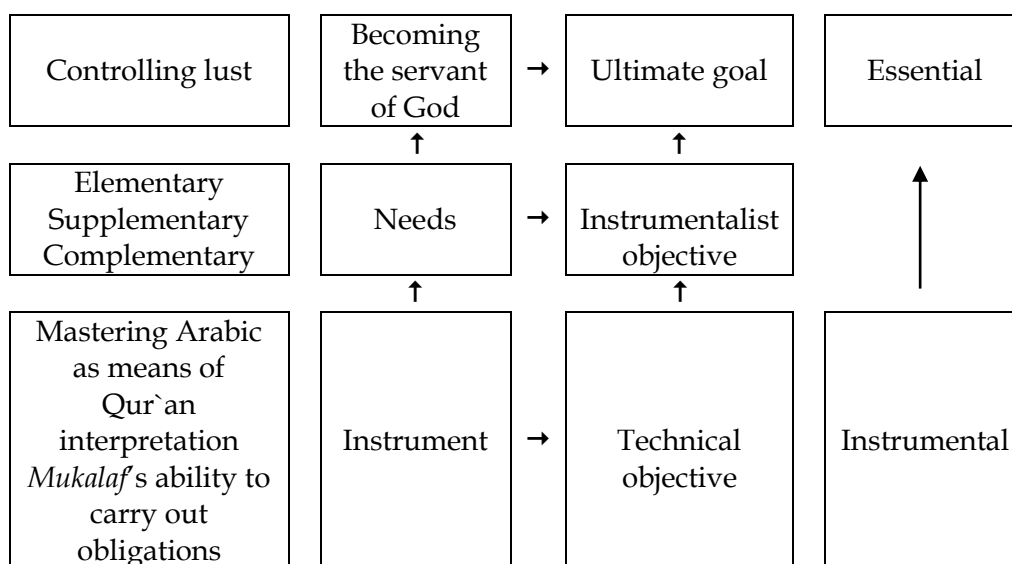 Controlling lust
Becoming
the servant
of God
→
Ultimate goal
Essential
↑
↑
Elementary
Supplementary
Complementary
Needs
→
Instrumentalist
objective
↑
↑
Mastering Arabic
as means of
Qur`an
interpretation
Mukalaf's ability to
carry out
obligations
Instrument
→
Technical
objective
Instrumental